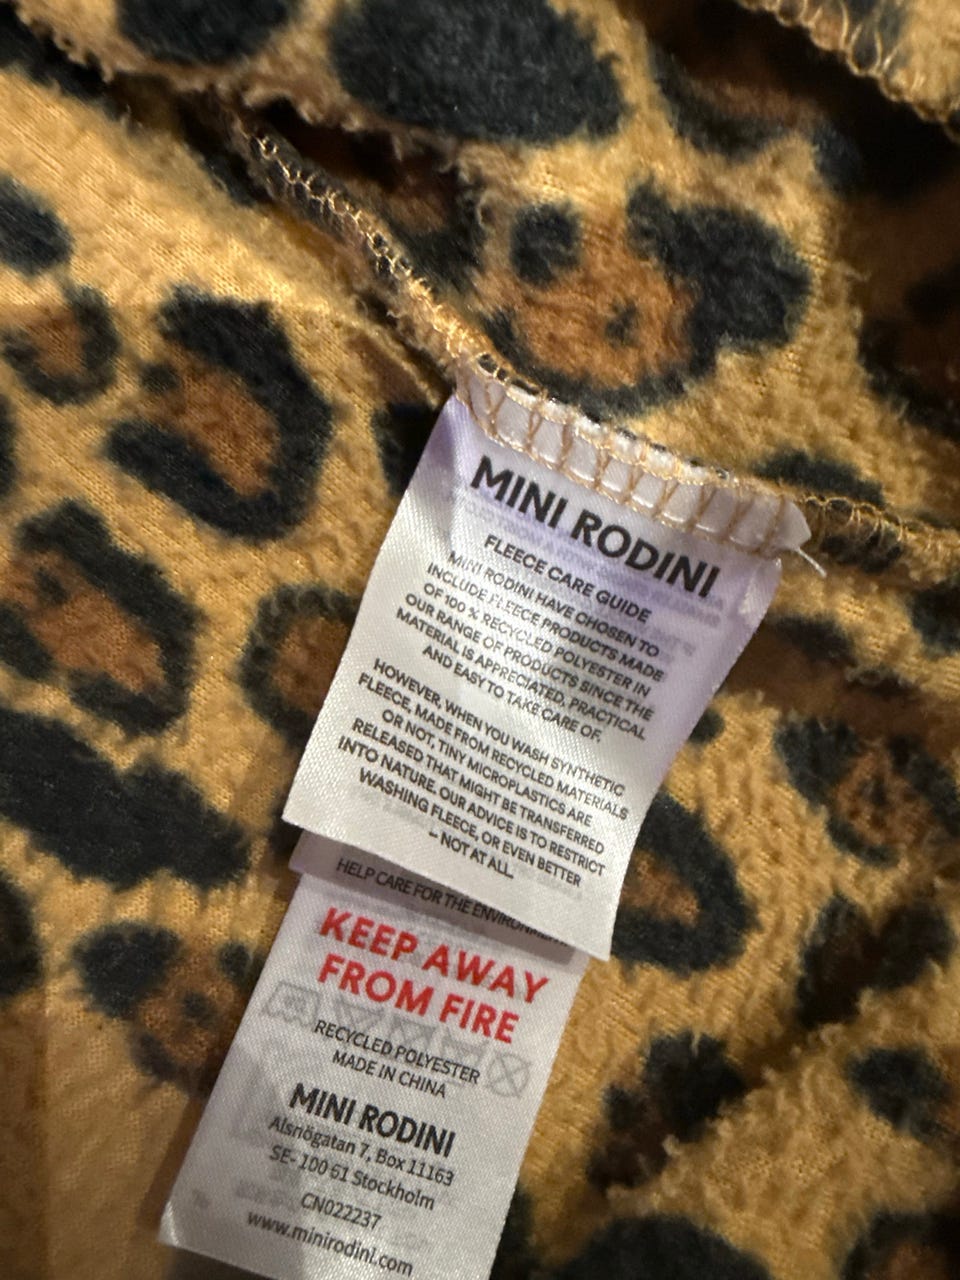 MINI RODINI
FLEECE CARE GUIDE
MINI RODINI HAVE CHOSEN TO
INCLUDE FLEECE PRODUCTS MADE
OF 100 % RECYCLED POLYESTER IN
OUR RANGE OF PRODUCTS SINCE THE
MATERIAL IS APPRECIATED, PRACTICAL
AND EASY TO TAKE CARE OF.
HOWEVER, WHEN YOU WASH SYNTHETIC
FLEECE, MADE FROM RECYCLED MATERIALS
OR NOT, TINY MICROPLASTICS ARE
RELEASED THAT MIGHT BE TRANSFERRED
INTO NATURE. OUR ADVICE IS TO RESTRICT
WASHING FLEECE, OR EVEN BETTER
– NOT AT ALL.
HELP CARE FOR THE ENVIRONMENT
KEEP AWAY
FROM FIRE
RECYCLED POLYESTER
MADE IN CHINA
MINI RODINI
Alsnögatan 7, Box 11163
SE- 100 61 Stockholm
CN022237
www.minirodini.com